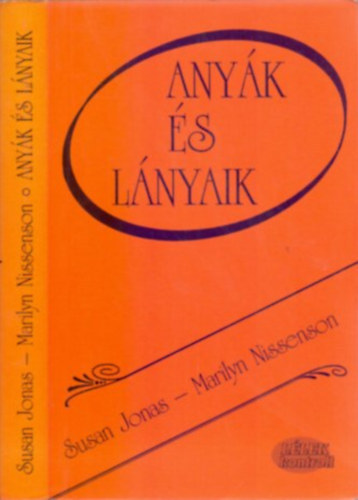 Susan Jonas – Marilyn Nissenson ∘ ANYÁK ÉS LÁNYAIK
ANYÁK
ÉS
LÁNYAIK
Susan Jonas – Marilyn Nissenson